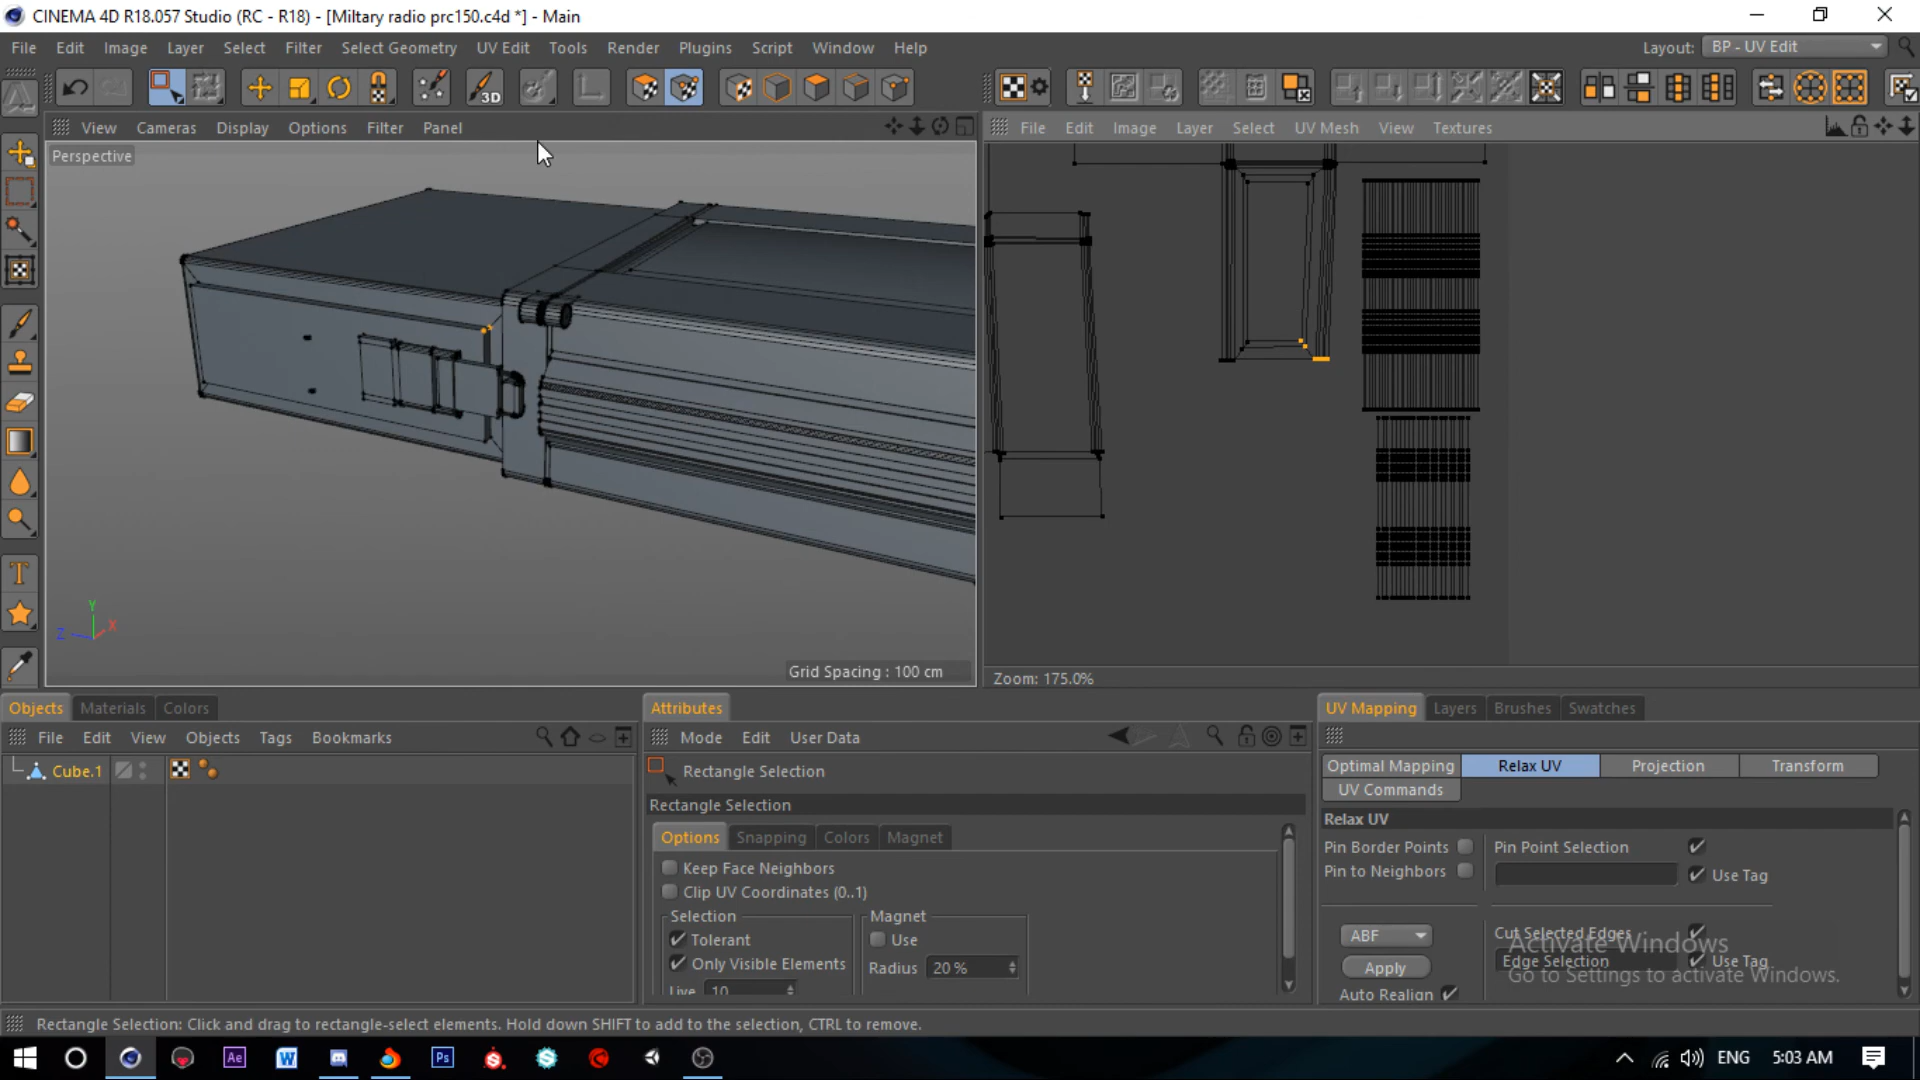 CINEMA 4D R18.057 Studio (RC - R18) - [Miltary radio prc150.c4d *] - Main
File Edit Image Layer Select Filter Select Geometry UV Edit Tools Render Plugins Script Window Help
Layout: BP - UV Edit
3D
View Cameras Display Options Filter Panel
File Edit Image Layer Select UV Mesh View Textures
Perspective
Y
X
Z
Grid Spacing : 100 cm
Zoom: 175.0%
Objects Materials Colors
Attributes
UV Mapping Layers Brushes Swatches
File Edit View Objects Tags Bookmarks
Mode Edit User Data
Cube.1
Rectangle Selection
Rectangle Selection
Options Snapping Colors Magnet
Keep Face Neighbors
Clip UV Coordinates (0..1)
Selection
Magnet
Tolerant
Use
Only Visible Elements
Radius 20 %
Live 10
Optimal Mapping Relax UV Projection Transform
UV Commands
Relax UV
Pin Border Points
Pin Point Selection
Pin to Neighbors
Use Tag
ABF
Cut Selected Edges
Apply
Edge Selection
Use Tag
Auto Realign
Activate Windows
Go to Settings to activate Windows.
Rectangle Selection: Click and drag to rectangle-select elements. Hold down SHIFT to add to the selection, CTRL to remove.
Ae
W
Ps
ENG
5:03 AM